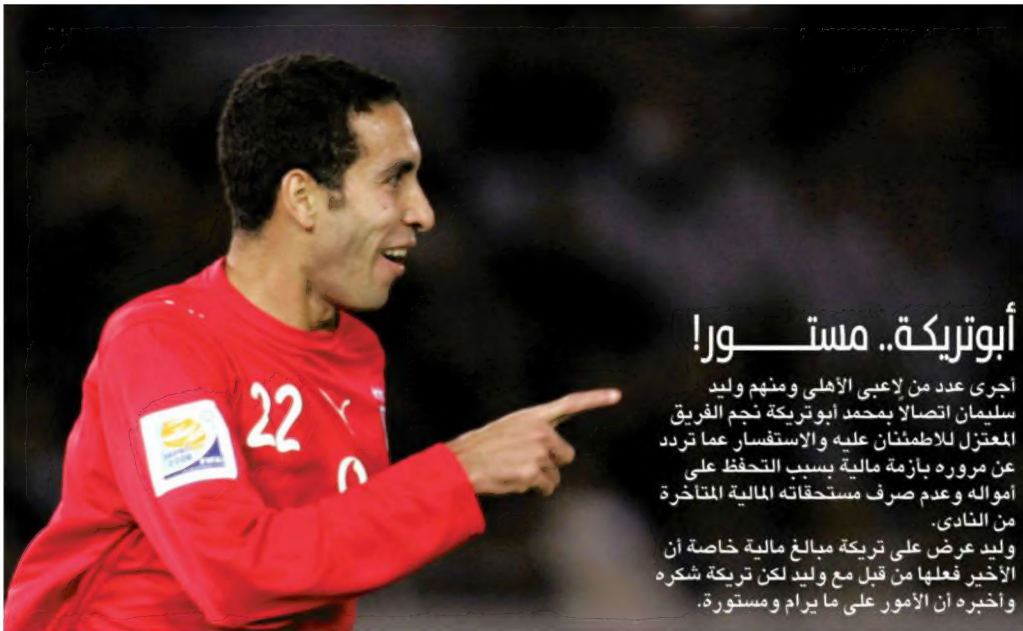 أبوتريكة.. مستـــــور!
أجرى عدد من لاعبى الأهلى ومنهم وليد
سليمان اتصالاً بمحمد أبوتريكة نجم الفريق
المعتزل للاطمئنان عليه والاستفسار عما تردد
عن مروره بأزمة مالية بسبب التحفظ على
أمواله وعدم صرف مستحقاته المالية المتأخرة
من النادى.
وليد عرض على تريكة مبالغ مالية خاصة أن
الأخير فعلها من قبل مع وليد لكن تريكة شكره
وأخبره أن الأمور على ما يرام ومستورة.
22
2006
FIFA